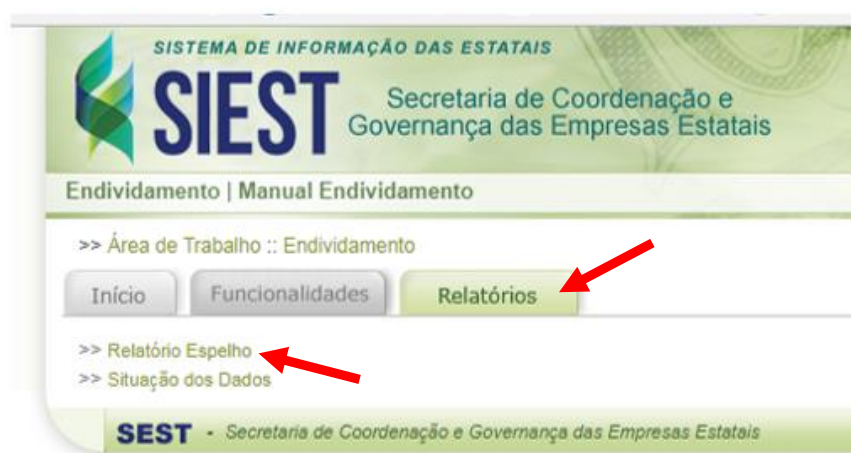 SISTEMA DE INFORMAÇÃO DAS ESTATAIS
SIEST
Secretaria de Coordenação e
Governança das Empresas Estatais
Endividamento | Manual Endividamento
>> Área de Trabalho :: Endividamento
Início Funcionalidades Relatórios
>> Relatório Espelho
>> Situação dos Dados
SEST - Secretaria de Coordenação e Governança das Empresas Estatais